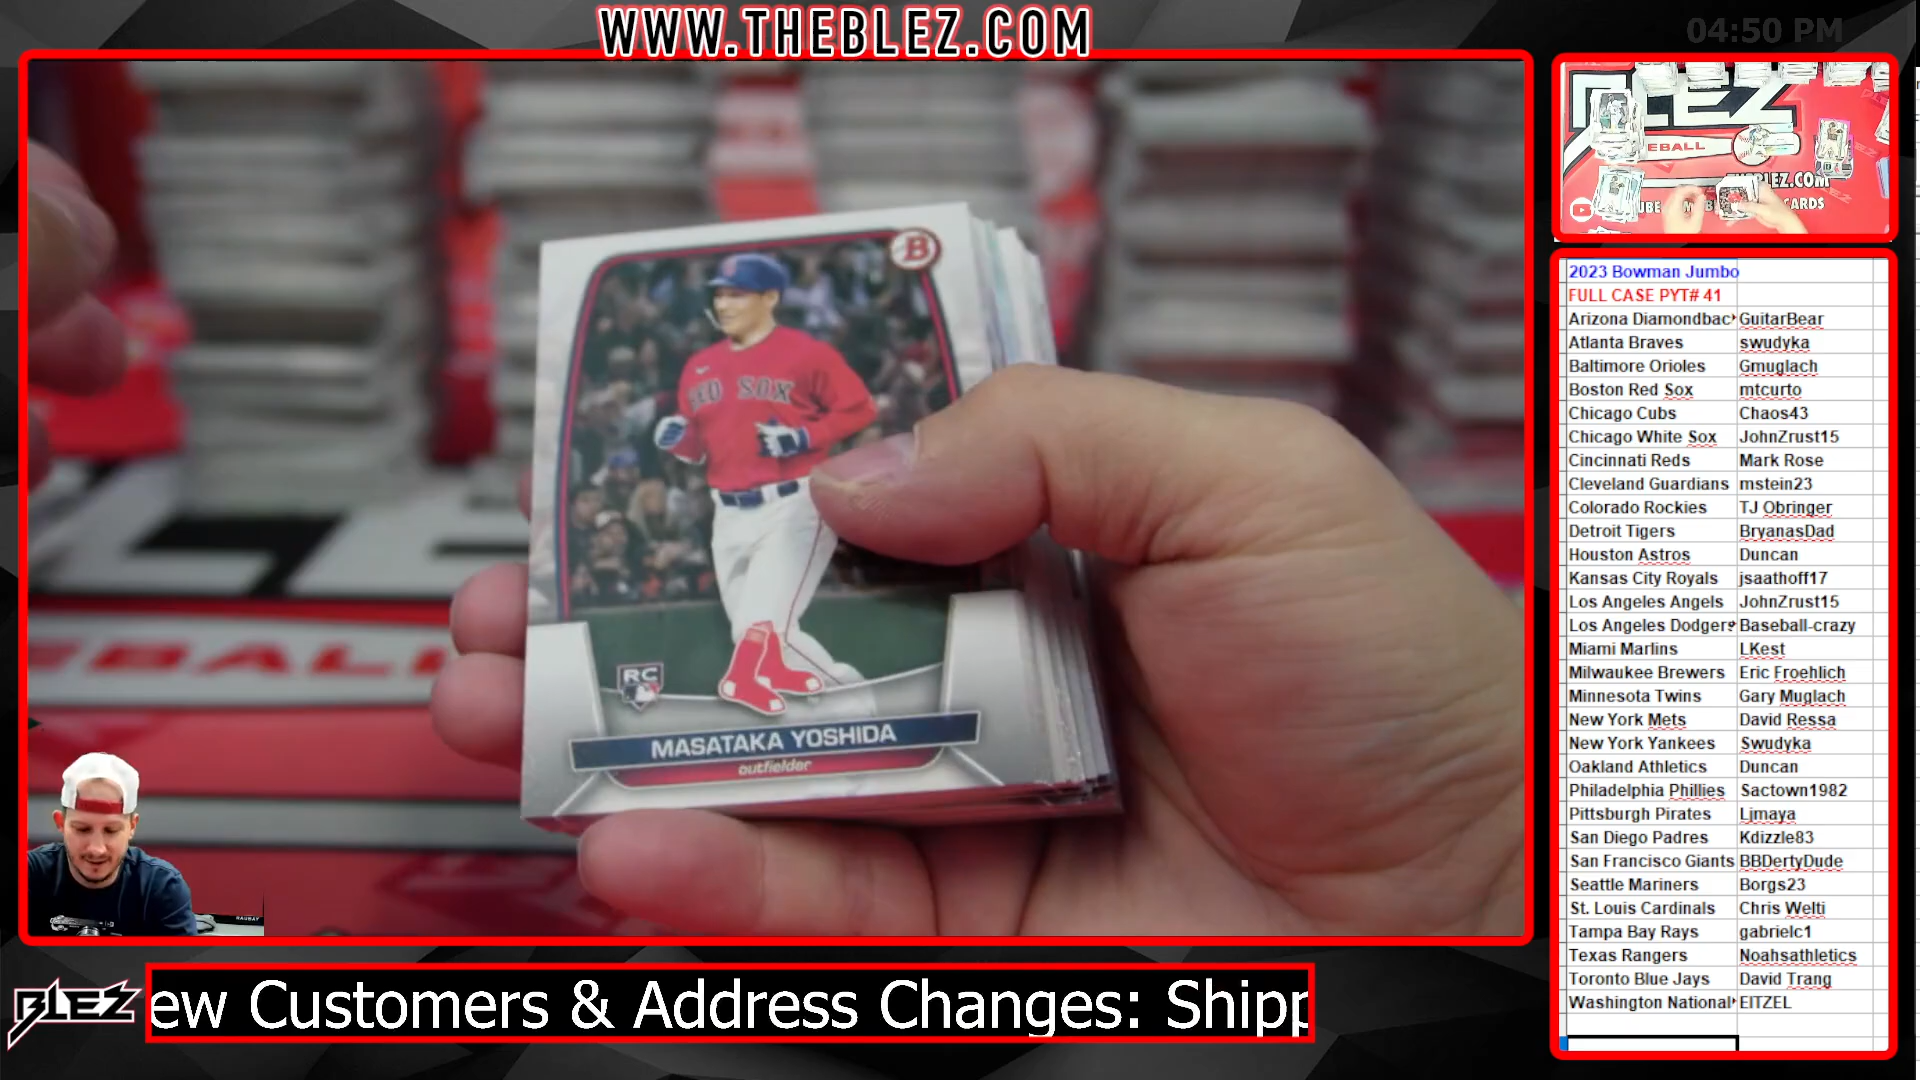 WWW.THEBLEZ.COM
04:50 PM
B
RED SOX
RC
MASATAKA YOSHIDA
outfielder
BLEZ
EBALL
THEBLEZ.COM
CARDS
2023 Bowman Jumbo
FULL CASE PYT# 41
Arizona Diamondbac GuitarBear
Atlanta Braves swudyka
Baltimore Orioles Gmuglach
Boston Red Sox mtcurto
Chicago Cubs Chaos43
Chicago White Sox JohnZrust15
Cincinnati Reds Mark Rose
Cleveland Guardians mstein23
Colorado Rockies TJ Obringer
Detroit Tigers BryanasDad
Houston Astros Duncan
Kansas City Royals jsaathoff17
Los Angeles Angels JohnZrust15
Los Angeles Dodgers Baseball-crazy
Miami Marlins LKest
Milwaukee Brewers Eric Froehlich
Minnesota Twins Gary Muglach
New York Mets David Ressa
New York Yankees Swudyka
Oakland Athletics Duncan
Philadelphia Phillies Sactown1982
Pittsburgh Pirates Ljmaya
San Diego Padres Kdizzle83
San Francisco Giants BBDertyDude
Seattle Mariners Borgs23
St. Louis Cardinals Chris Welti
Tampa Bay Rays gabrielc1
Texas Rangers Noahsathletics
Toronto Blue Jays David Trang
Washington National EITZEL
BLEZ
ew Customers & Address Changes: Shipp